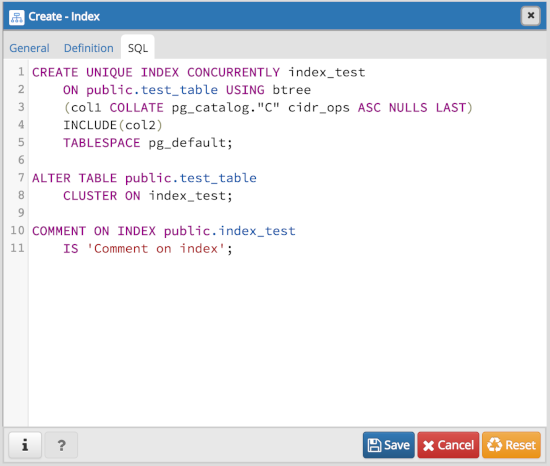 Create - Index
General Definition SQL
1 CREATE UNIQUE INDEX CONCURRENTLY index_test
2 ON public.test_table USING btree
3 (col1 COLLATE pg_catalog."C" cidr_ops ASC NULLS LAST)
4 INCLUDE(col2)
5 TABLESPACE pg_default;
6
7 ALTER TABLE public.test_table
8 CLUSTER ON index_test;
9
10 COMMENT ON INDEX public.index_test
11 IS 'Comment on index';
i ? Save Cancel Reset